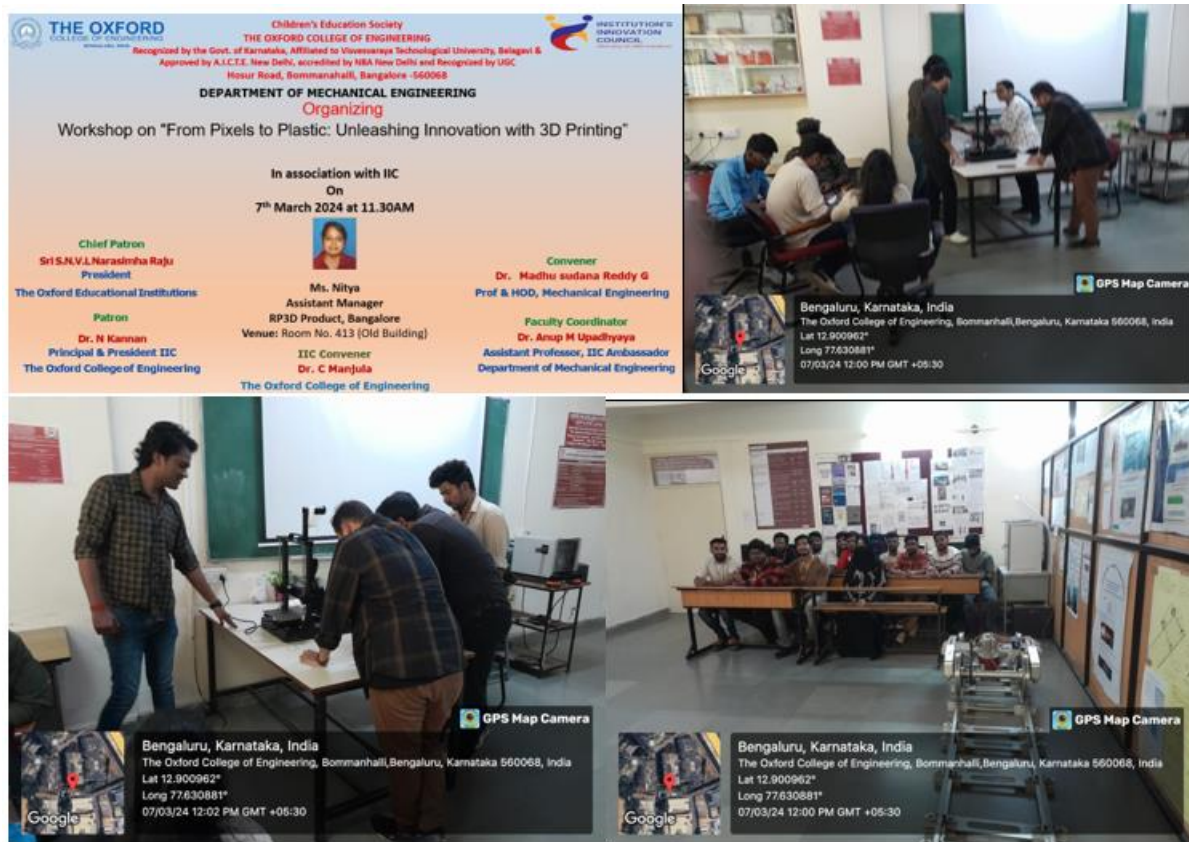 THE OXFORD
COLLEGE OF ENGINEERING
Children's Education Society
THE OXFORD COLLEGE OF ENGINEERING
Recognized by the Govt. of Karnataka, Affiliated to Visvesvaraya Technological University, Belagavi &
Approved by A.I.C.T.E. New Delhi, accredited by NBA New Delhi and Recognized by UGC
Hosur Road, Bommanahalli, Bangalore -560068
INSTITUTION'S
INNOVATION
COUNCIL
DEPARTMENT OF MECHANICAL ENGINEERING
Organizing
Workshop on "From Pixels to Plastic: Unleashing Innovation with 3D Printing"
In association with IIC
On
7th March 2024 at 11.30AM
Chief Patron
Sri S.N.V.L Narasimha Raju
President
The Oxford Educational Institutions
Patron
Dr. N Kannan
Principal & President IIC
The Oxford College of Engineering
Ms. Nitya
Assistant Manager
RP3D Product, Bangalore
Venue: Room No. 413 (Old Building)
IIC Convener
Dr. C Manjula
The Oxford College of Engineering
Convener
Dr. Madhu sudana Reddy G
Prof & HOD, Mechanical Engineering
Faculty Coordinator
Dr. Anup M Upadhyaya
Assistant Professor, IIC Ambassador
Department of Mechanical Engineering
GPS Map Camera
Bengaluru, Karnataka, India
The Oxford College of Engineering, Bommanhalli,Bengaluru, Karnataka 560068, India
Lat 12.900962°
Long 77.630881°
07/03/24 12:00 PM GMT +05:30
Google
GPS Map Camera
Bengaluru, Karnataka, India
The Oxford College of Engineering, Bommanhalli,Bengaluru, Karnataka 560068, India
Lat 12.900962°
Long 77.630881°
07/03/24 12:02 PM GMT +05:30
Google
GPS Map Camera
Bengaluru, Karnataka, India
The Oxford College of Engineering, Bommanhalli,Bengaluru, Karnataka 560068, India
Lat 12.900962°
Long 77.630881°
07/03/24 12:00 PM GMT +05:30
Google